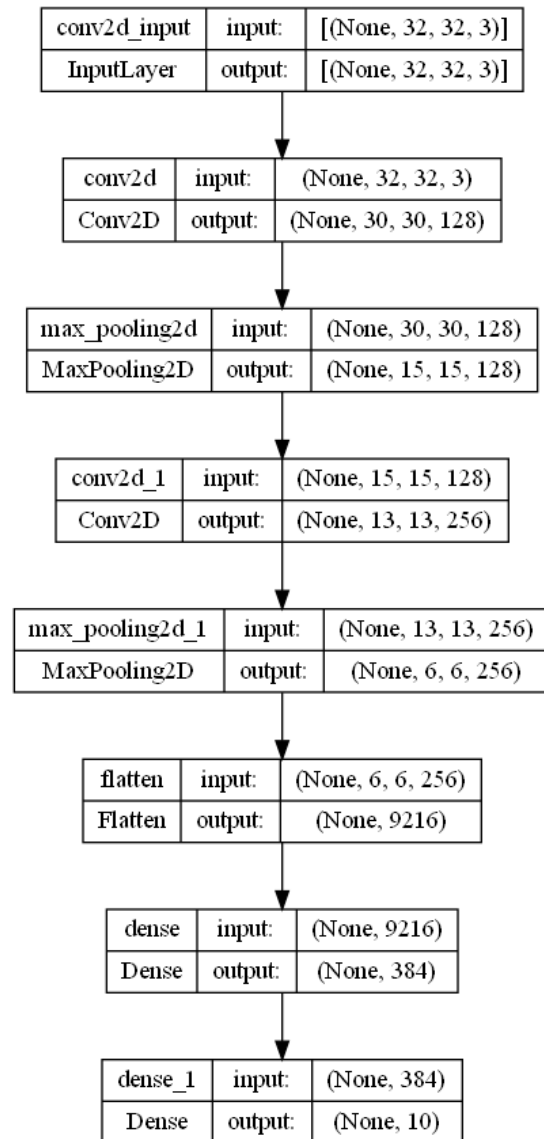 conv2d_input input: [(None, 32, 32, 3)]
InputLayer output: [(None, 32, 32, 3)]
conv2d input: (None, 32, 32, 3)
Conv2D output: (None, 30, 30, 128)
max_pooling2d input: (None, 30, 30, 128)
MaxPooling2D output: (None, 15, 15, 128)
conv2d_1 input: (None, 15, 15, 128)
Conv2D output: (None, 13, 13, 256)
max_pooling2d_1 input: (None, 13, 13, 256)
MaxPooling2D output: (None, 6, 6, 256)
flatten input: (None, 6, 6, 256)
Flatten output: (None, 9216)
dense input: (None, 9216)
Dense output: (None, 384)
dense_1 input: (None, 384)
Dense output: (None, 10)